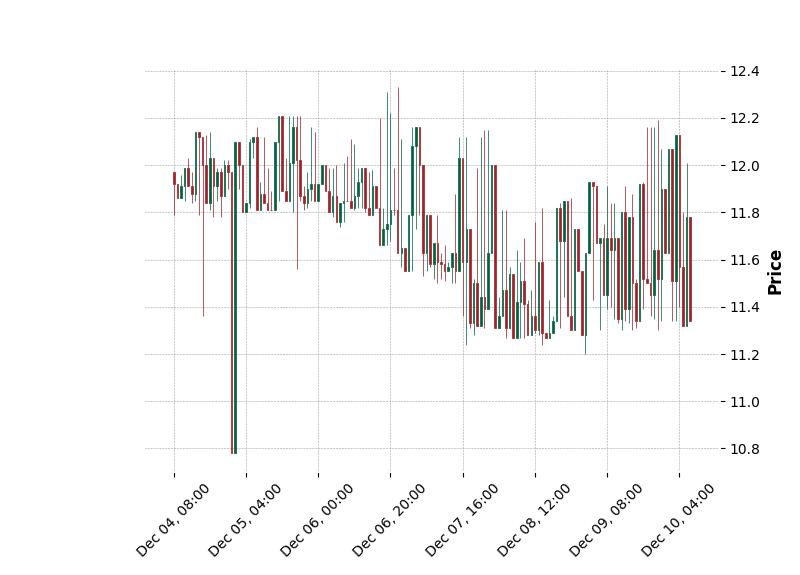 12.4
12.2
12.0
11.8
11.6
11.4
11.2
11.0
10.8
Price
Dec 04, 08:00
Dec 05, 04:00
Dec 06, 00:00
Dec 06, 20:00
Dec 07, 16:00
Dec 08, 12:00
Dec 09, 08:00
Dec 10, 04:00